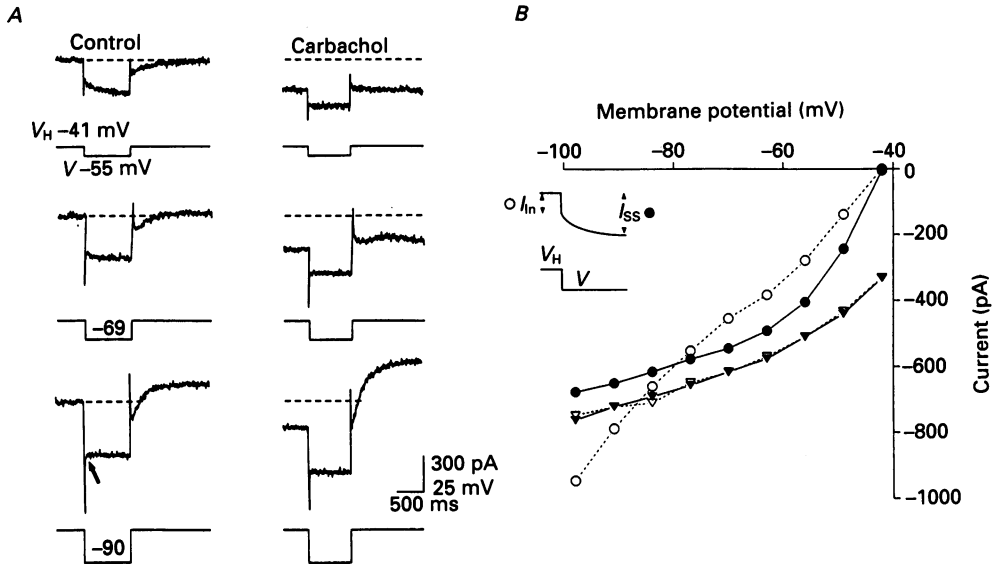 A
Control
Carbachol
VH −41 mV
V −55 mV
−69
−90
300 pA
25 mV
500 ms
B
Membrane potential (mV)
−100 −80 −60 −40
0
−200
−400
−600
−800
−1000
Current (pA)
IIn
ISS
VH
V